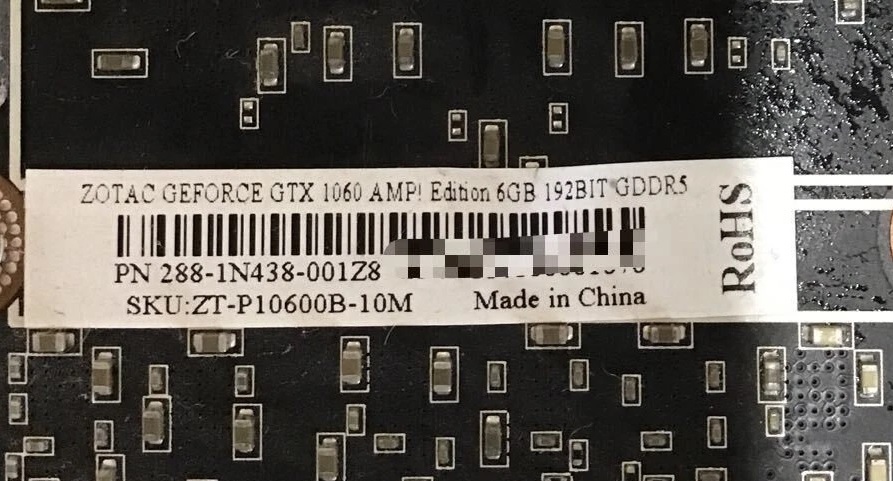 ZOTAC GEFORCE GTX 1060 AMP! Edition 6GB 192BIT GDDR5
PN 288-1N438-001Z8
SKU:ZT-P10600B-10M Made in China
RoHS